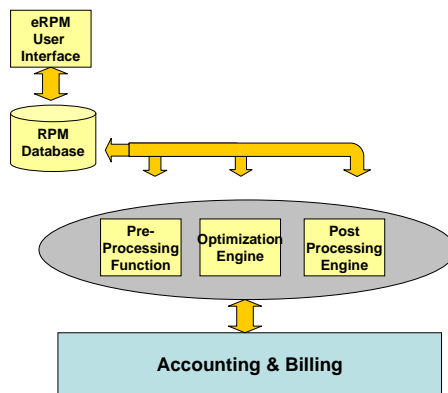 eRPM
User
Interface
RPM
Database
Pre-
Processing
Function
Optimization
Engine
Post
Processing
Engine
Accounting & Billing